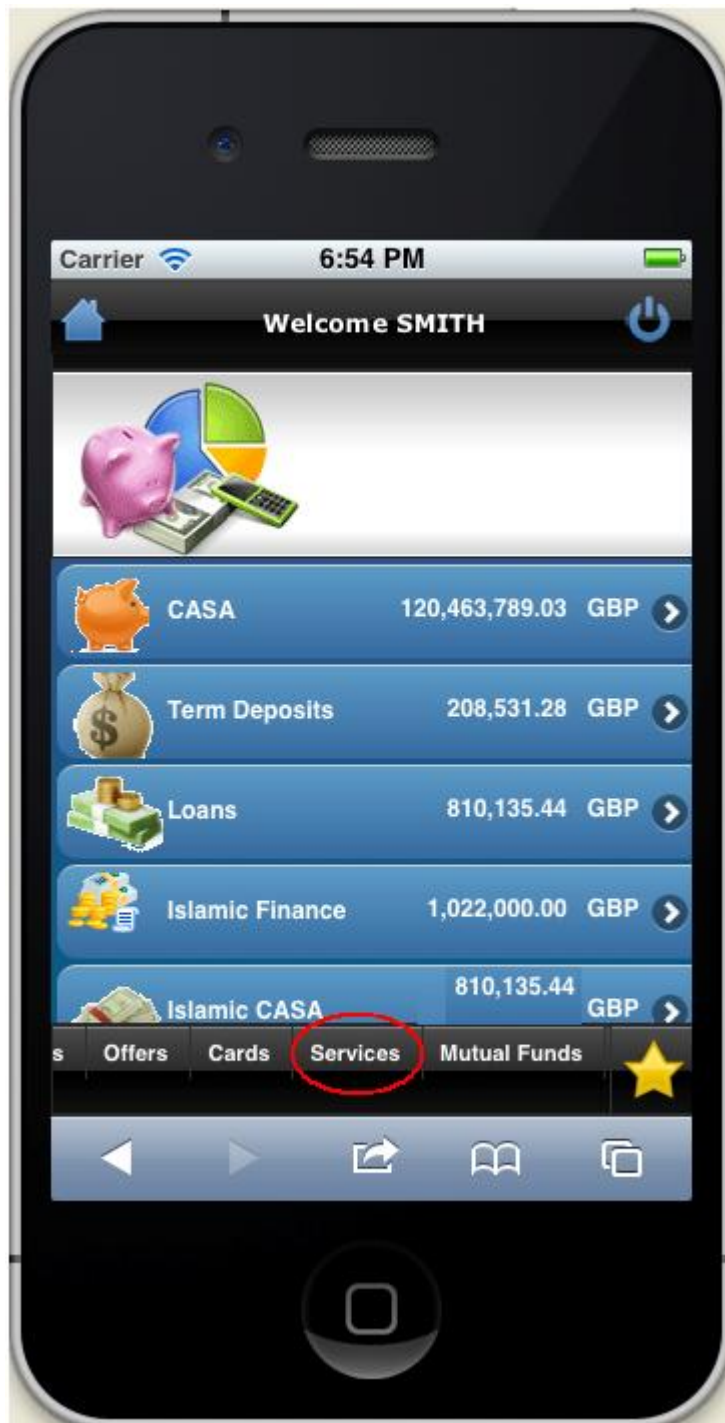 Carrier 6:54 PM
Welcome SMITH
CASA 120,463,789.03 GBP
$
Term Deposits 208,531.28 GBP
Loans 810,135.44 GBP
Islamic Finance 1,022,000.00 GBP
Islamic CASA 810,135.44 GBP
s Offers Cards Services Mutual Funds